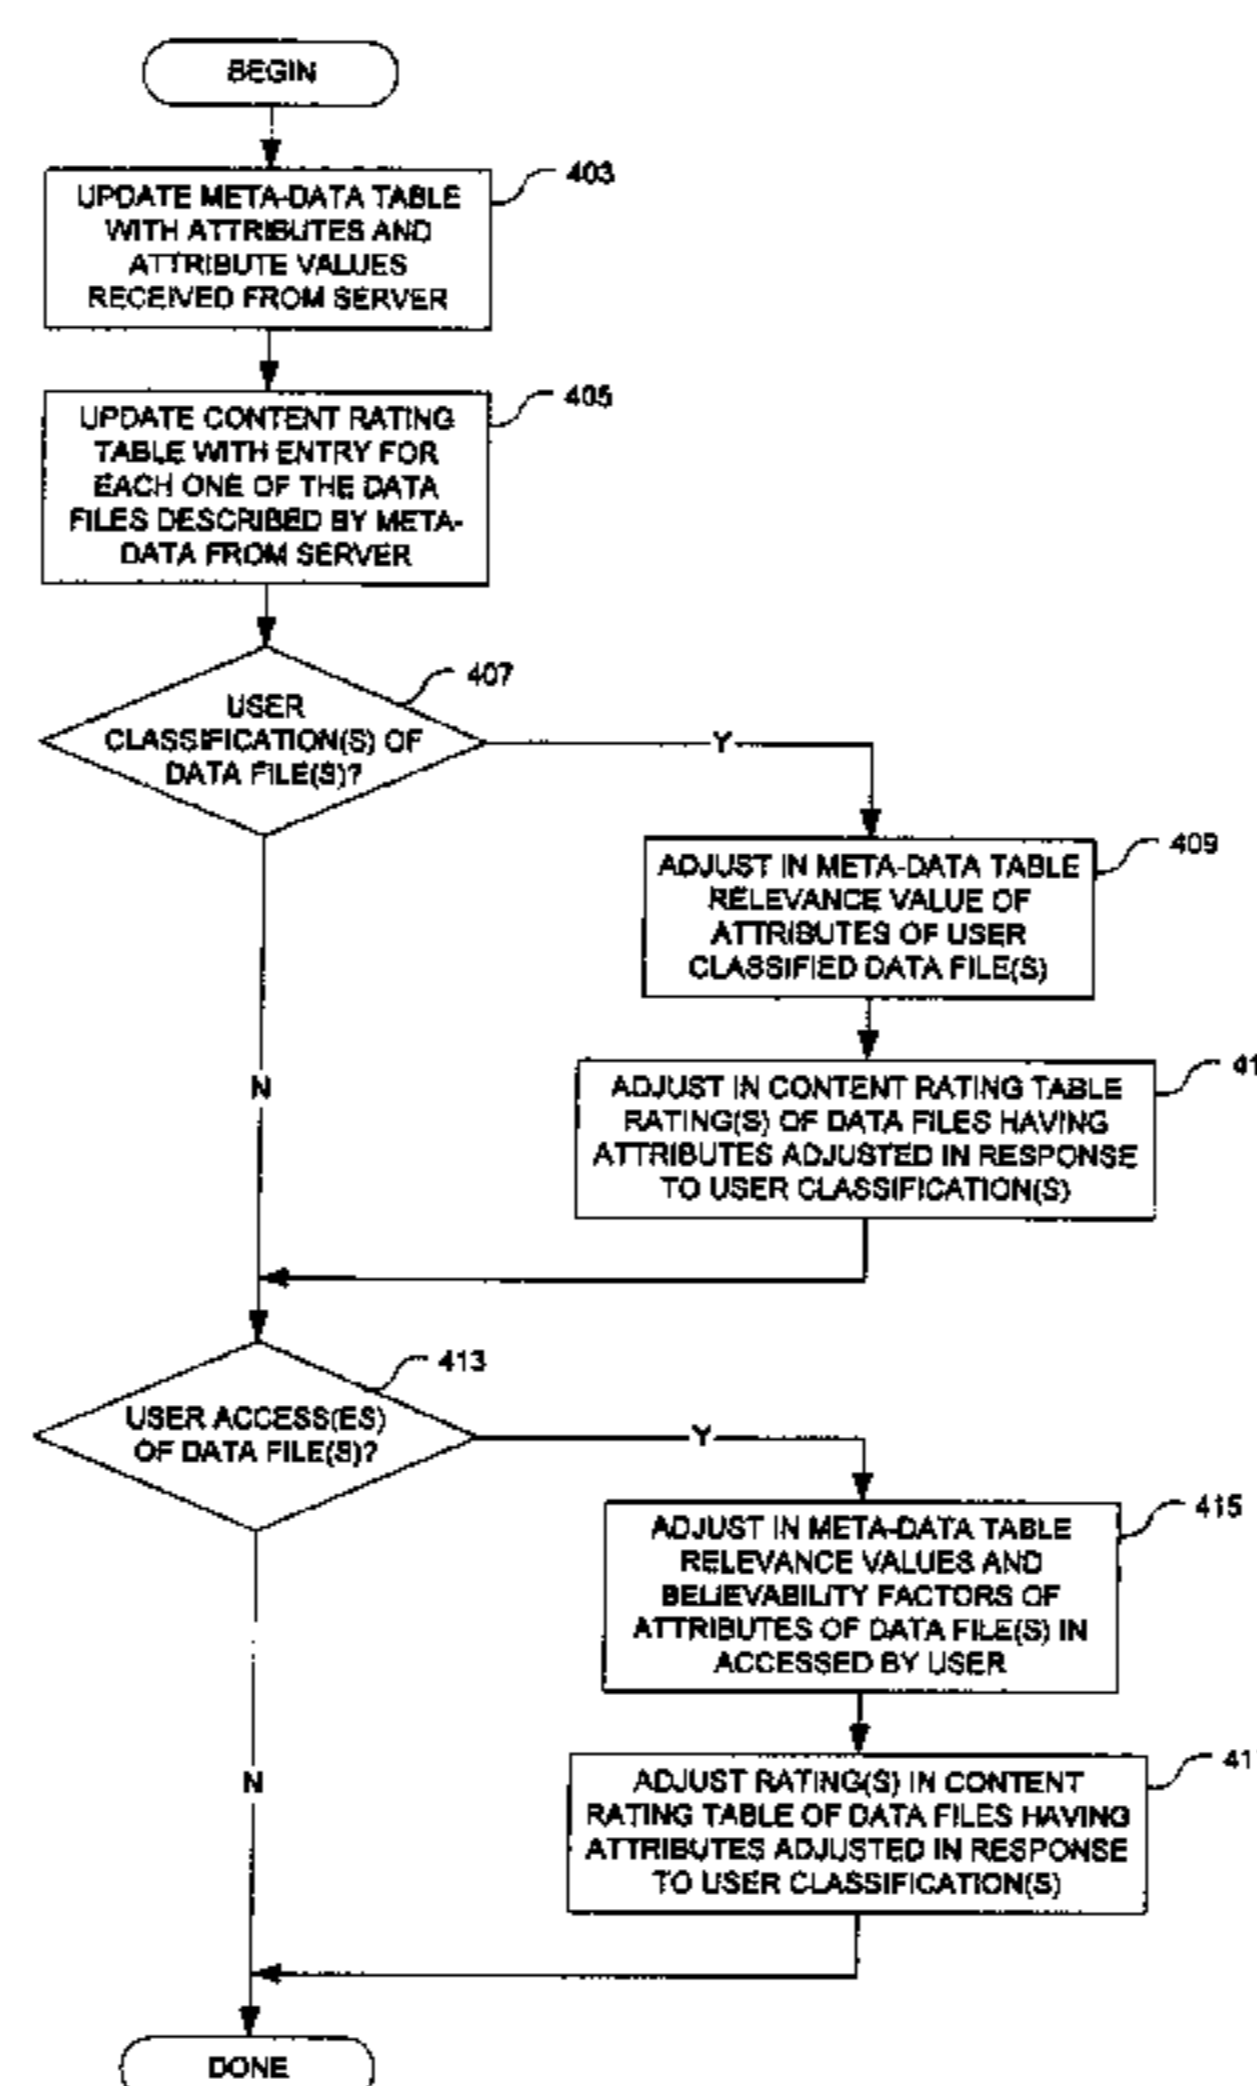 BEGIN
403
UPDATE META-DATA TABLE
WITH ATTRIBUTES AND
ATTRIBUTE VALUES
RECEIVED FROM SERVER
405
UPDATE CONTENT RATING
TABLE WITH ENTRY FOR
EACH ONE OF THE DATA
FILES DESCRIBED BY META-
DATA FROM SERVER
407
USER
CLASSIFICATION(S) OF
DATA FILE(S)?
Y
409
ADJUST IN META-DATA TABLE
RELEVANCE VALUE OF
ATTRIBUTES OF USER
CLASSIFIED DATA FILE(S)
N
41
ADJUST IN CONTENT RATING TABLE
RATING(S) OF DATA FILES HAVING
ATTRIBUTES ADJUSTED IN RESPONSE
TO USER CLASSIFICATION(S)
413
USER ACCESS(ES)
OF DATA FILE(S)?
Y
415
ADJUST IN META-DATA TABLE
RELEVANCE VALUES AND
BELIEVABILITY FACTORS OF
ATTRIBUTES OF DATA FILE(S) IN
ACCESSED BY USER
N
41
ADJUST RATING(S) IN CONTENT
RATING TABLE OF DATA FILES HAVING
ATTRIBUTES ADJUSTED IN RESPONSE
TO USER CLASSIFICATION(S)
DONE